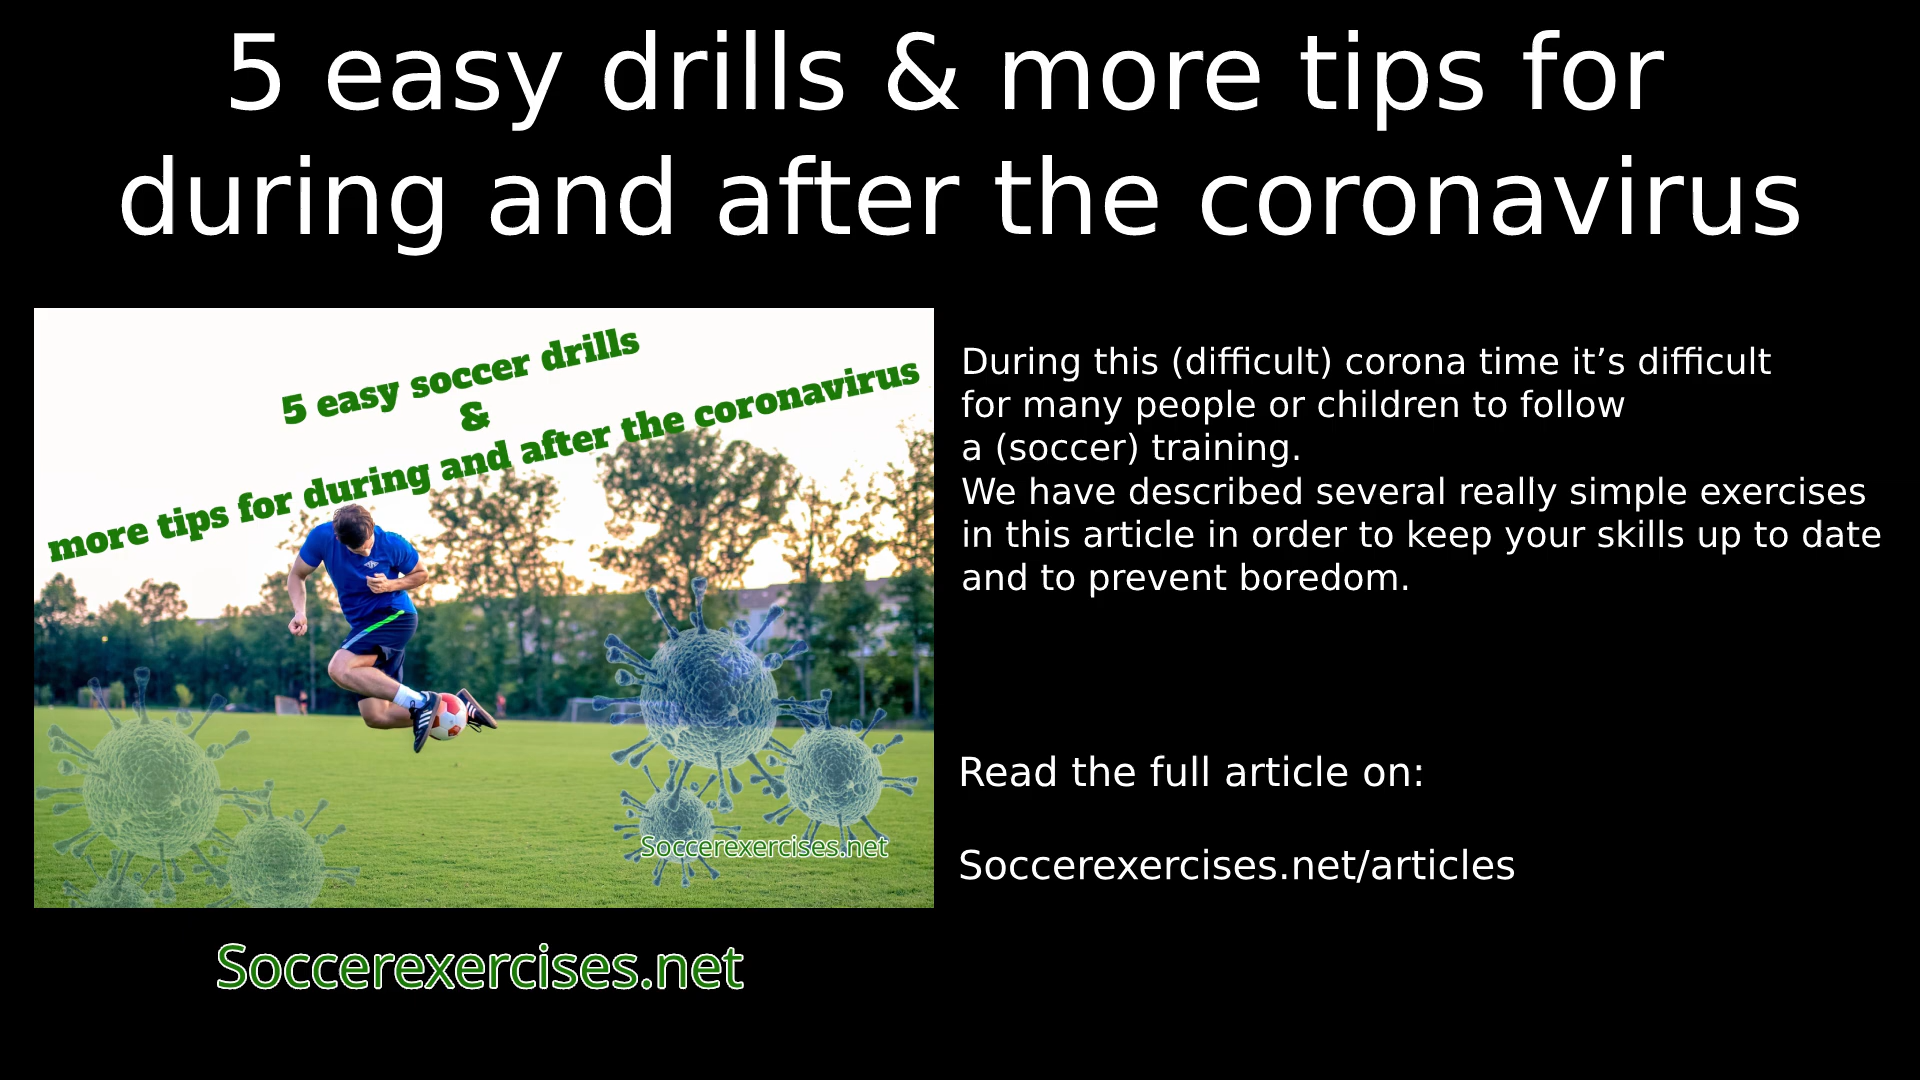 5 easy drills & more tips for
during and after the coronavirus
5 easy soccer drills
&
more tips for during and after the coronavirus
Soccerexercises.net
Soccerexercises.net
During this (difficult) corona time it’s difficult
for many people or children to follow
a (soccer) training.
We have described several really simple exercises
in this article in order to keep your skills up to date
and to prevent boredom.
Read the full article on:
Soccerexercises.net/articles